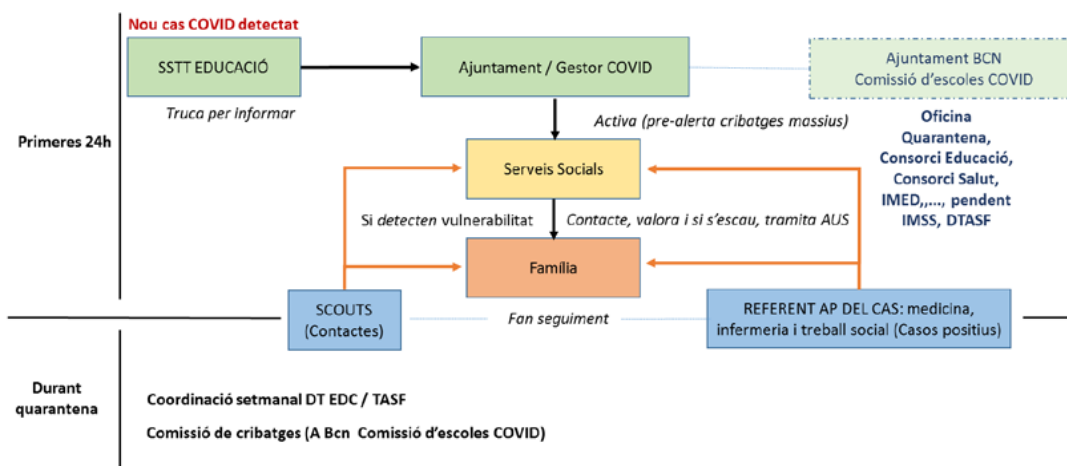 Nou cas COVID detectat
SSTT EDUCACIÓ
Ajuntament / Gestor COVID
Ajuntament BCN
Comissió d'escoles COVID
Truca per informar
Activa (pre-alerta cribatges massius)
Oficina
Quarantena,
Consorci Educació,
Consorci Salut,
IMED,,..., pendent
IMSS, DTASF
Primeres 24h
Serveis Socials
Si detecten vulnerabilitat
Contacte, valora i si s'escau, tramita AUS
Família
SCOUTS
(Contactes)
Fan seguiment
REFERENT AP DEL CAS: medicina,
infermeria i treball social (Casos positius)
Durant
quarantena
Coordinació setmanal DT EDC / TASF
Comissió de cribatges (A Bcn Comissió d'escoles COVID)